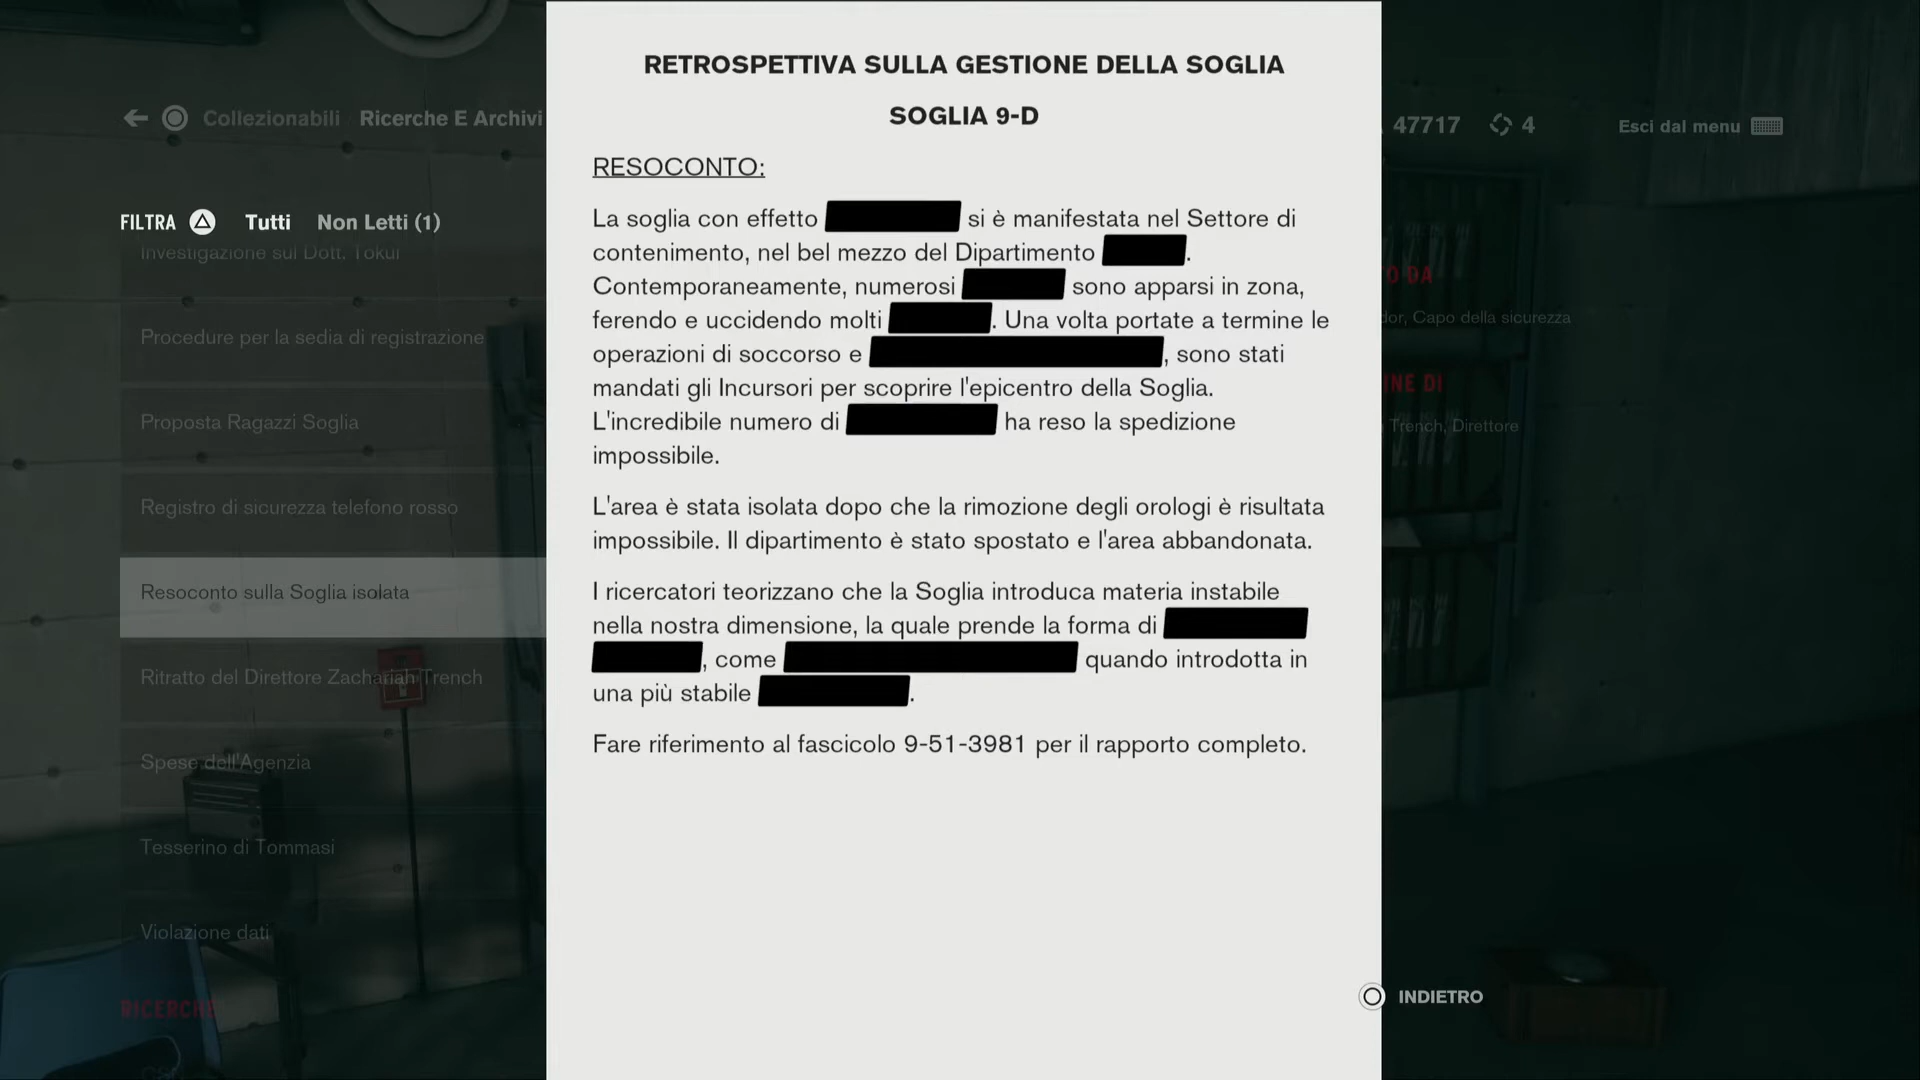 RETROSPETTIVA SULLA GESTIONE DELLA SOGLIA
SOGLIA 9-D
Collezionabili Ricerche E Archivi
47717 4 Esci dal menu
FILTRA Tutti Non Letti (1)
Investigazione sul Dott. Tokui
Procedure per la sedia di registrazione
Proposta Ragazzi Soglia
Registro di sicurezza telefono rosso
Resoconto sulla Soglia isolata
Ritratto del Direttore Zachariah Trench
Spese dell'Agenzia
Tesserino di Tommasi
Violazione dati
RICERCHE
RESOCONTO:
La soglia con effetto si è manifestata nel Settore di
contenimento, nel bel mezzo del Dipartimento .
Contemporaneamente, numerosi sono apparsi in zona,
ferendo e uccidendo molti . Una volta portate a termine le
operazioni di soccorso e , sono stati
mandati gli Incursori per scoprire l'epicentro della Soglia.
L'incredibile numero di ha reso la spedizione
impossibile.
L'area è stata isolata dopo che la rimozione degli orologi è risultata
impossibile. Il dipartimento è stato spostato e l'area abbandonata.
I ricercatori teorizzano che la Soglia introduca materia instabile
nella nostra dimensione, la quale prende la forma di
, come quando introdotta in
una più stabile .
Fare riferimento al fascicolo 9-51-3981 per il rapporto completo.
DA
Capo della sicurezza
DI
Trench, Direttore
INDIETRO